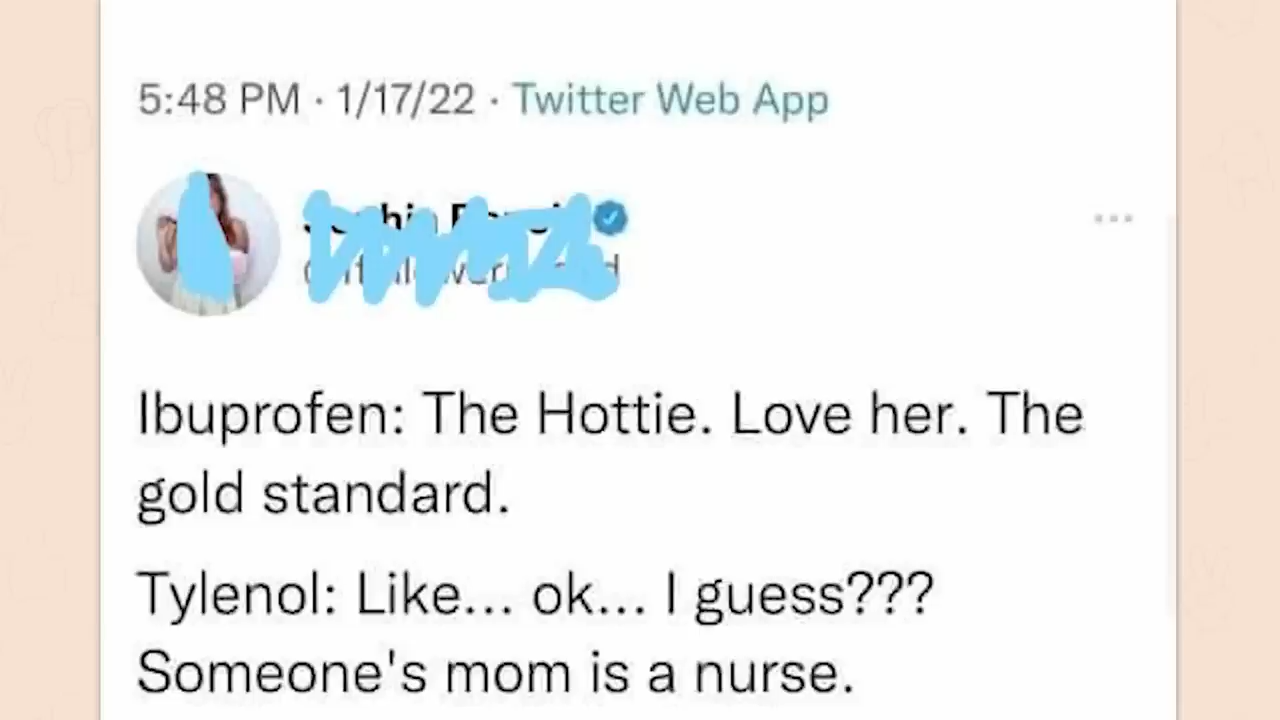 5:48 PM · 1/17/22 · Twitter Web App
Ibuprofen: The Hottie. Love her. The
gold standard.
Tylenol: Like... ok... I guess???
Someone's mom is a nurse.